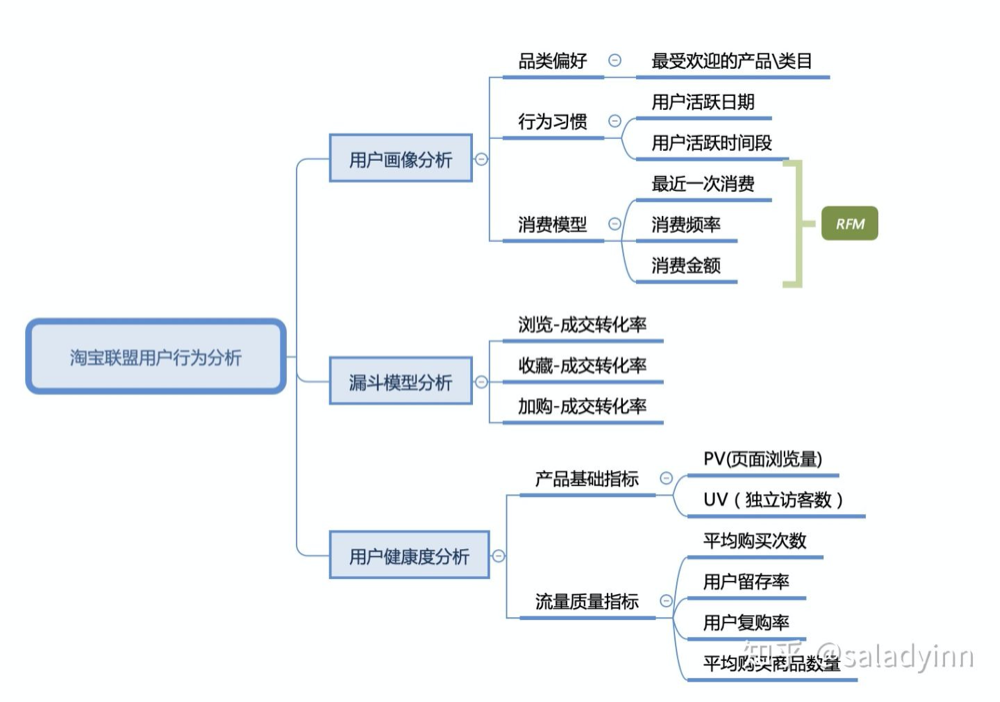 淘宝联盟用户行为分析
用户画像分析
品类偏好
最受欢迎的产品\类目
行为习惯
用户活跃日期
用户活跃时间段
消费模型
最近一次消费
消费频率
消费金额
RFM
漏斗模型分析
浏览-成交转化率
收藏-成交转化率
加购-成交转化率
用户健康度分析
产品基础指标
PV(页面浏览量)
UV（独立访客数）
流量质量指标
平均购买次数
用户留存率
用户复购率
平均购买商品数量
知乎 @saladyinn